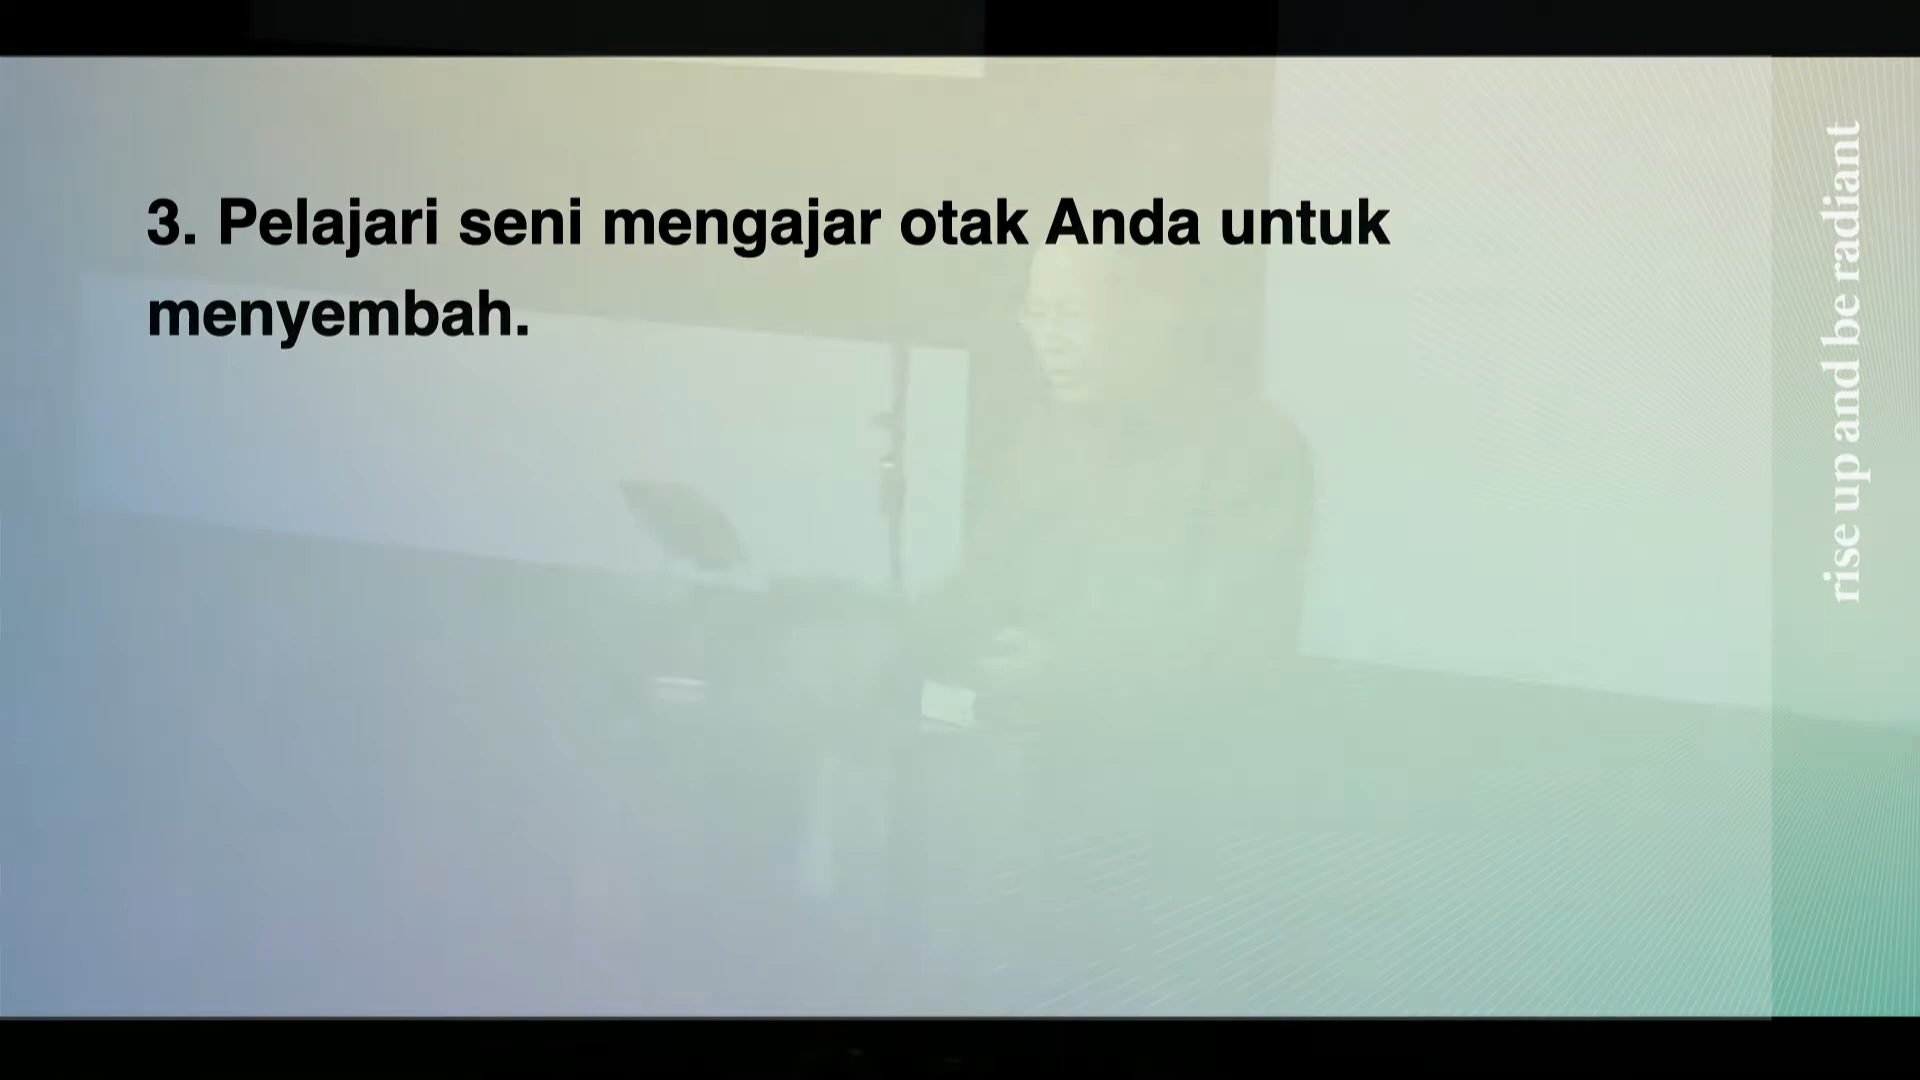 3. Pelajari seni mengajar otak Anda untuk
menyembah.
rise up and be radiant